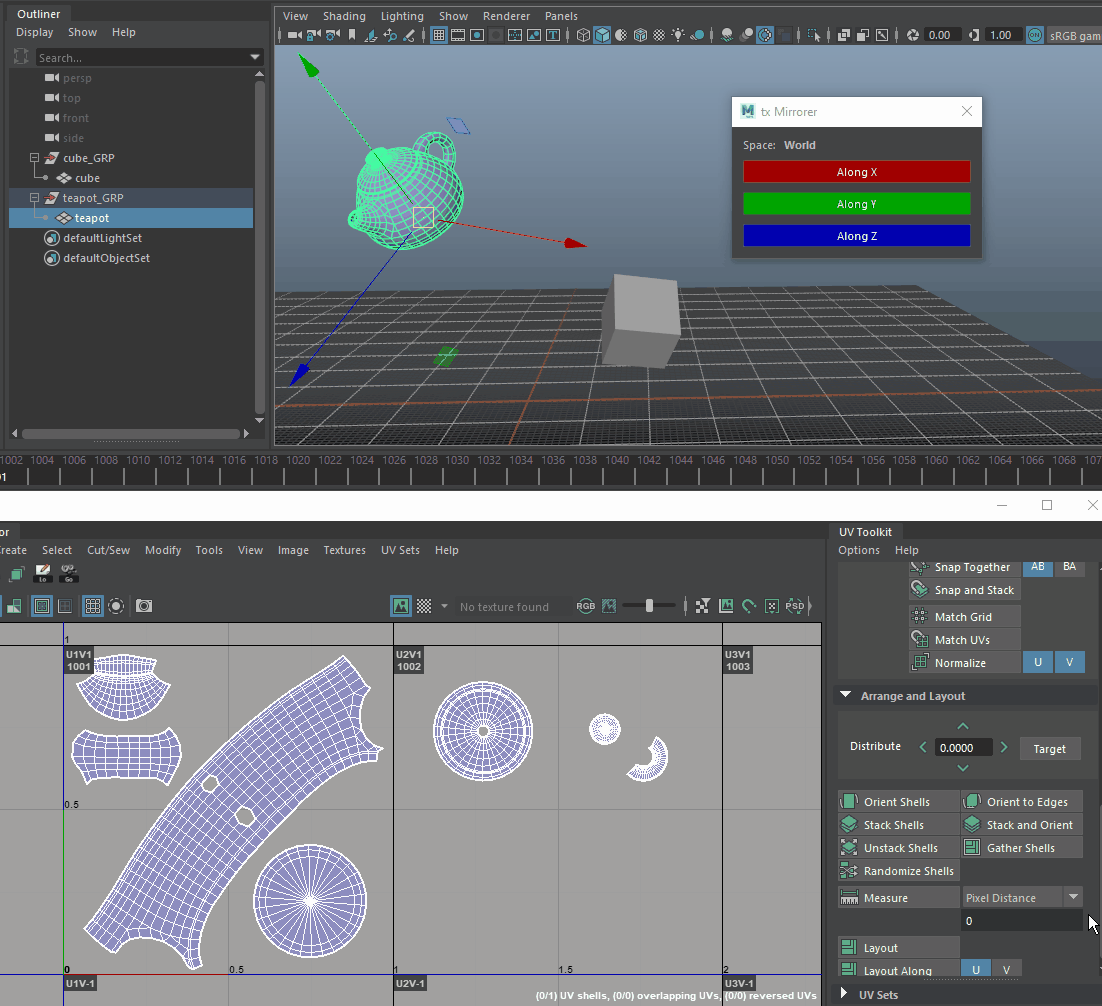 Outliner
Display Show Help
Search...
persp
top
front
side
cube_GRP
cube
teapot_GRP
teapot
defaultLightSet
defaultObjectSet
View Shading Lighting Show Renderer Panels
0.00 1.00 ON sRGB gam
M tx Mirrorer
Space: World
Along X
Along Y
Along Z
1002 1004 1006 1008 1010 1012 1014 1016 1018 1020 1022 1024 1026 1028 1030 1032 1034 1036 1038 1040 1042 1044 1046 1048 1050 1052 1054 1056 1058 1060 1062 1064 1066 1068 107
01
or
Create Select Cut/Sew Modify Tools View Image Textures UV Sets Help
Lo Go
No texture found RGB PSD
1
U1V1
1001
U2V1
1002
U3V1
1003
0.5
0 0.5 1 1.5 2
U1V-1 U2V-1 U3V-1
(0/1) UV shells, (0/0) overlapping UVs, (0/0) reversed UVs
UV Toolkit
Options Help
Snap Together AB BA
Snap and Stack
Match Grid
Match UVs
Normalize U V
Arrange and Layout
Distribute 0.0000 Target
Orient Shells Orient to Edges
Stack Shells Stack and Orient
Unstack Shells Gather Shells
Randomize Shells
Measure Pixel Distance
0
Layout
Layout Along U V
UV Sets